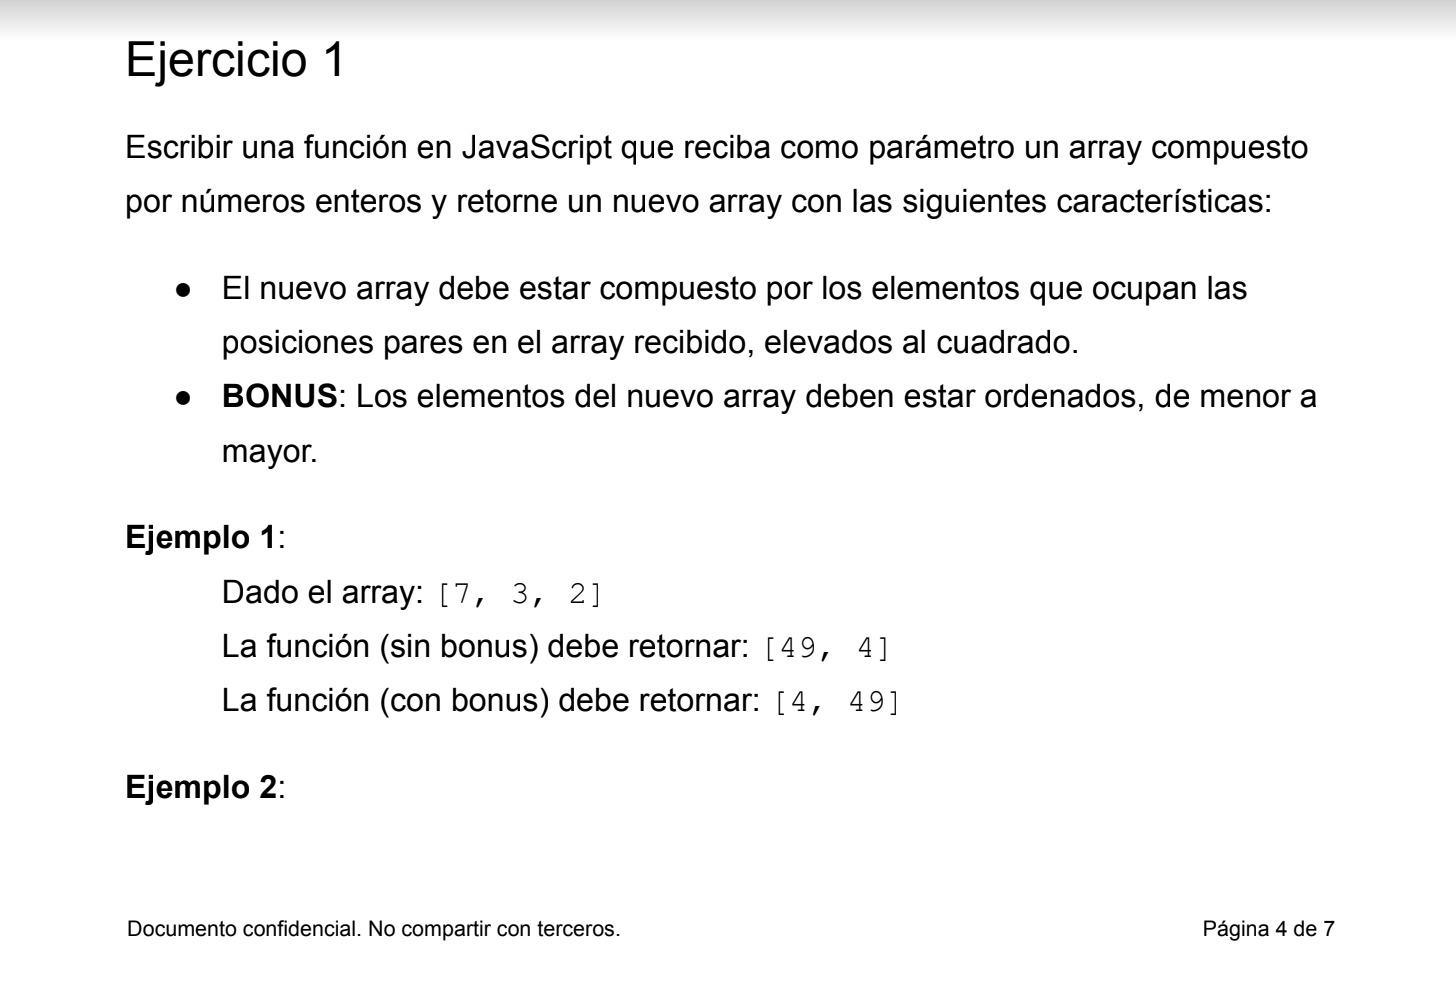 Ejercicio 1
Escribir una función en JavaScript que reciba como parámetro un array compuesto
por números enteros y retorne un nuevo array con las siguientes características:
● El nuevo array debe estar compuesto por los elementos que ocupan las
posiciones pares en el array recibido, elevados al cuadrado.
● BONUS: Los elementos del nuevo array deben estar ordenados, de menor a
mayor.
Ejemplo 1:
Dado el array: [7, 3, 2]
La función (sin bonus) debe retornar: [49, 4]
La función (con bonus) debe retornar: [4, 49]
Ejemplo 2:
Documento confidencial. No compartir con terceros. Página 4 de 7